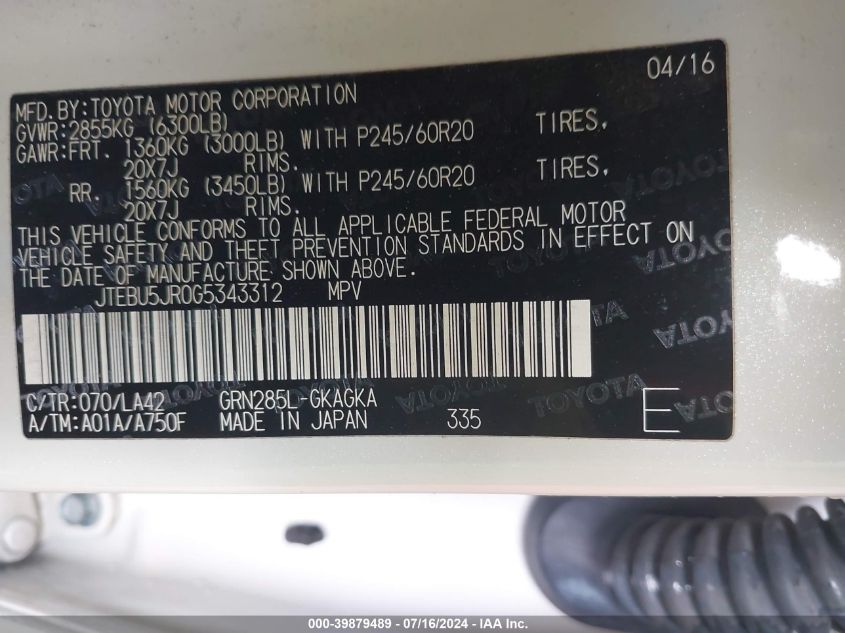 04/16
MFD.BY:TOYOTA MOTOR CORPORATION
GVWR:2855KG (6300LB)
GAWR:FRT. 1360KG (3000LB) WITH P245/60R20 TIRES,
20X7J RIMS.
RR. 1560KG (3450LB) WITH P245/60R20 TIRES,
20X7J RIMS.
THIS VEHICLE CONFORMS TO ALL APPLICABLE FEDERAL MOTOR
VEHICLE SAFETY AND THEFT PREVENTION STANDARDS IN EFFECT ON
THE DATE OF MANUFACTURE SHOWN ABOVE.
JTEBU5JR0G5343312 MPV
C/TR:070/LA42 GRN285L-GKAGKA
A/TM:A01A/A750F MADE IN JAPAN 335 E
TOYOTA
000-39879489 - 07/16/2024 - IAA Inc.